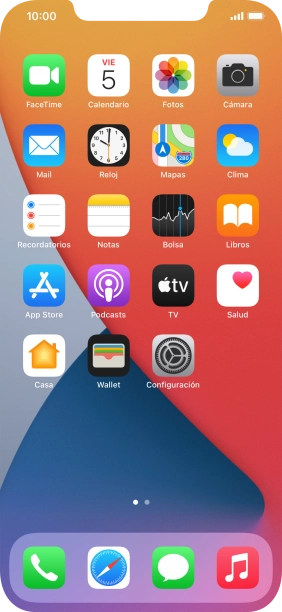 10:00
FaceTime
VIE
5
Calendario
Fotos
Cámara
Mail
Reloj
280
Mapas
Clima
Recordatorios
Notas
Bolsa
Libros
App Store
Podcasts
tv
TV
Salud
Casa
Wallet
Configuración